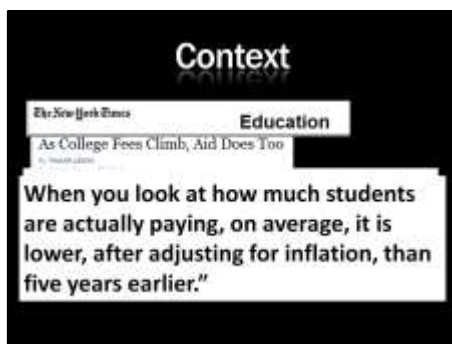 Context
The New York Times
Education
As College Fees Climb, Aid Does Too
When you look at how much students
are actually paying, on average, it is
lower, after adjusting for inflation, than
five years earlier.”